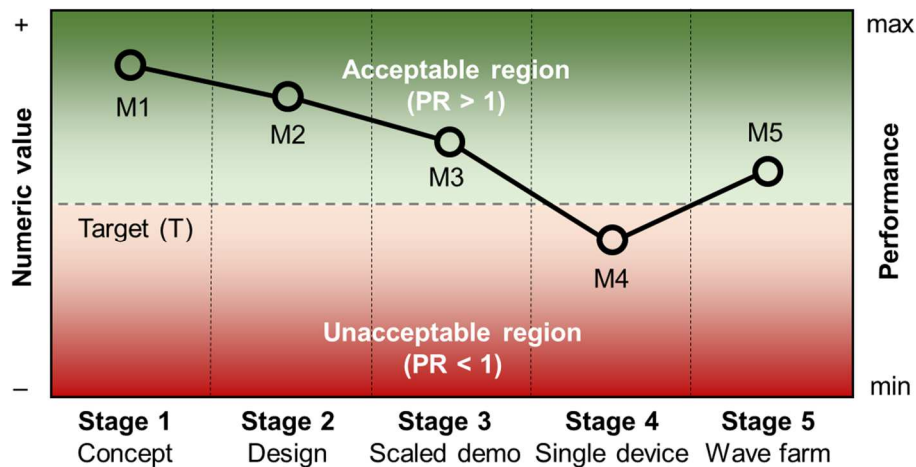 +
max
Acceptable region
(PR > 1)
M1
M2
M3
M5
Numeric value
Performance
Target (T)
M4
Unacceptable region
(PR < 1)
–
min
Stage 1
Concept
Stage 2
Design
Stage 3
Scaled demo
Stage 4
Single device
Stage 5
Wave farm